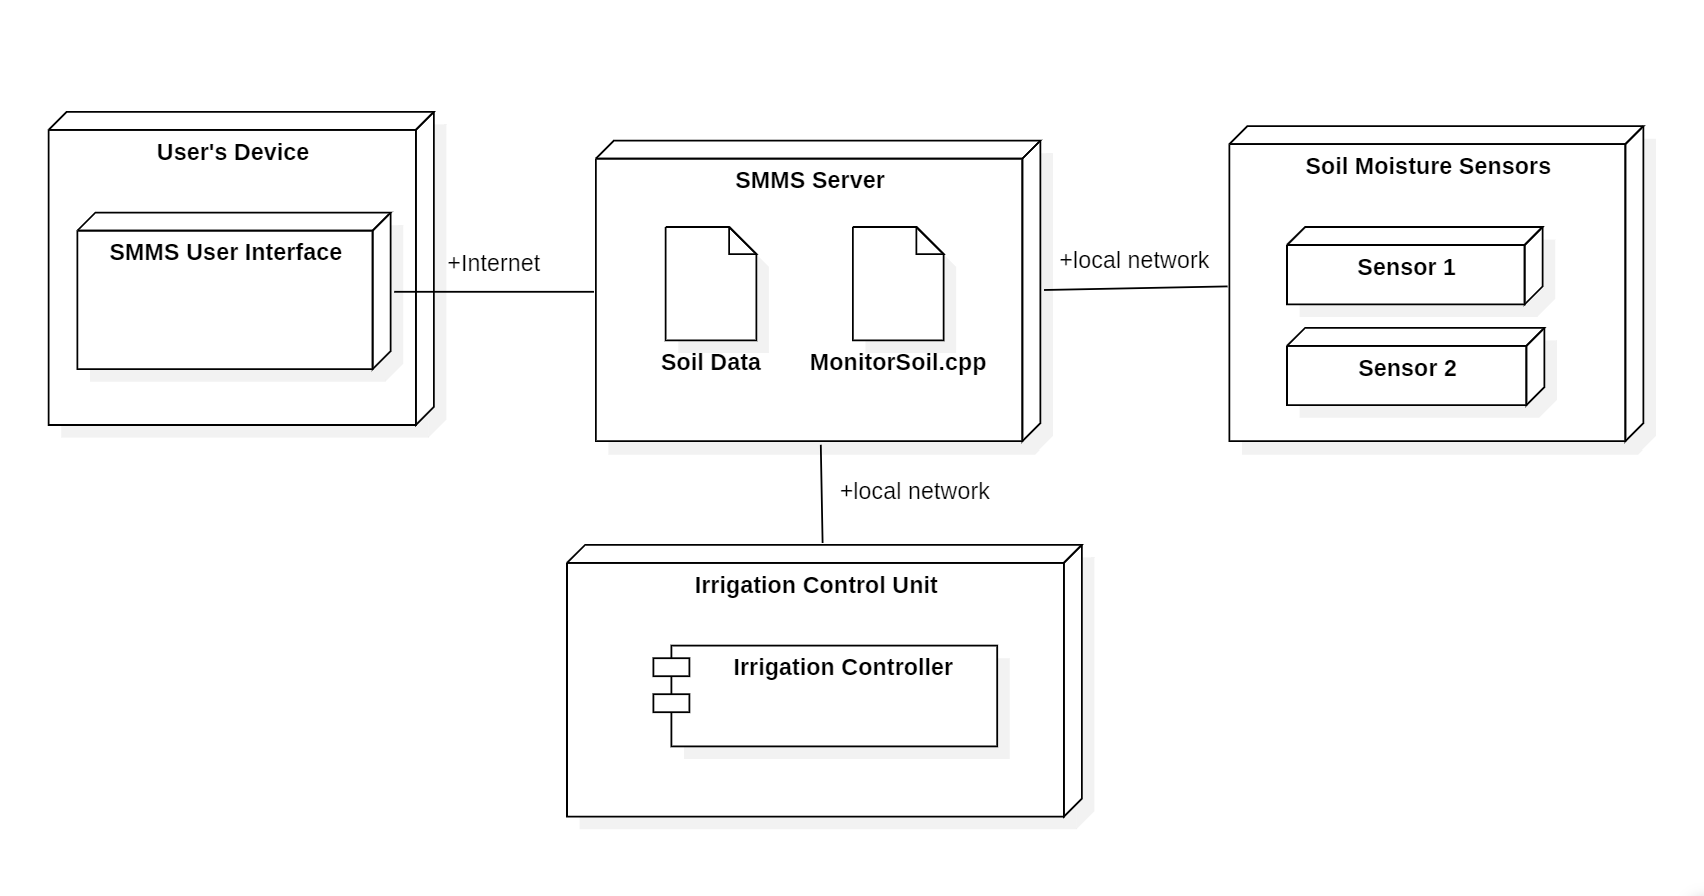 User's Device
SMMS User Interface
+Internet
SMMS Server
Soil Data
MonitorSoil.cpp
+local network
Soil Moisture Sensors
Sensor 1
Sensor 2
+local network
Irrigation Control Unit
Irrigation Controller